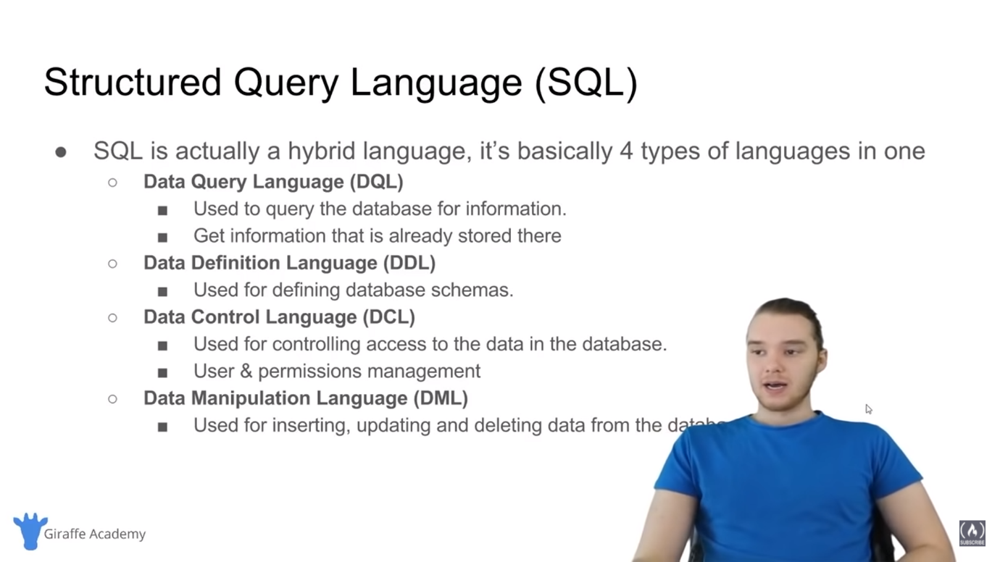 Structured Query Language (SQL)
● SQL is actually a hybrid language, it’s basically 4 types of languages in one
○ Data Query Language (DQL)
■ Used to query the database for information.
■ Get information that is already stored there
○ Data Definition Language (DDL)
■ Used for defining database schemas.
○ Data Control Language (DCL)
■ Used for controlling access to the data in the database.
■ User & permissions management
○ Data Manipulation Language (DML)
■ Used for inserting, updating and deleting data from the
Giraffe Academy
SUBSCRIBE